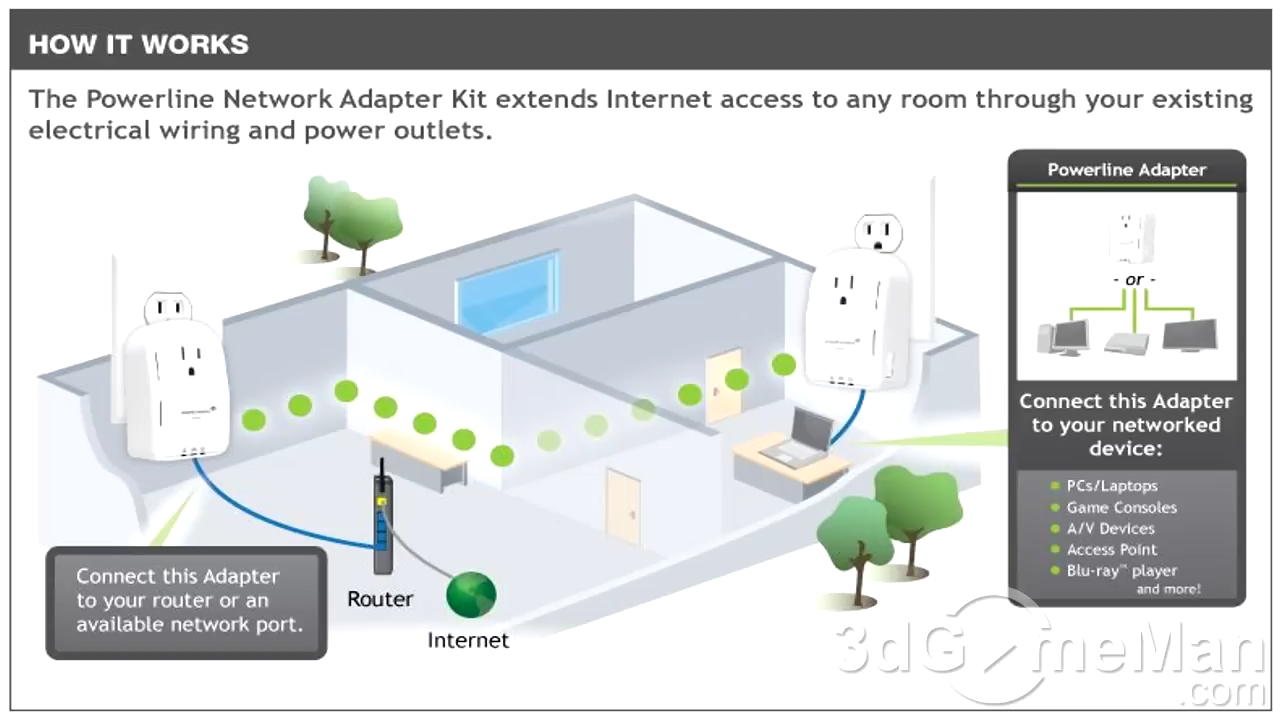 HOW IT WORKS
The Powerline Network Adapter Kit extends Internet access to any room through your existing
electrical wiring and power outlets.
Powerline Adapter
- or -
Connect this Adapter
to your networked
device:
PCs/Laptops
Game Consoles
A/V Devices
Access Point
Blu-ray™ player
and more!
Connect this Adapter
to your router or an
available network port.
Router
Internet
3dGameMan
.com